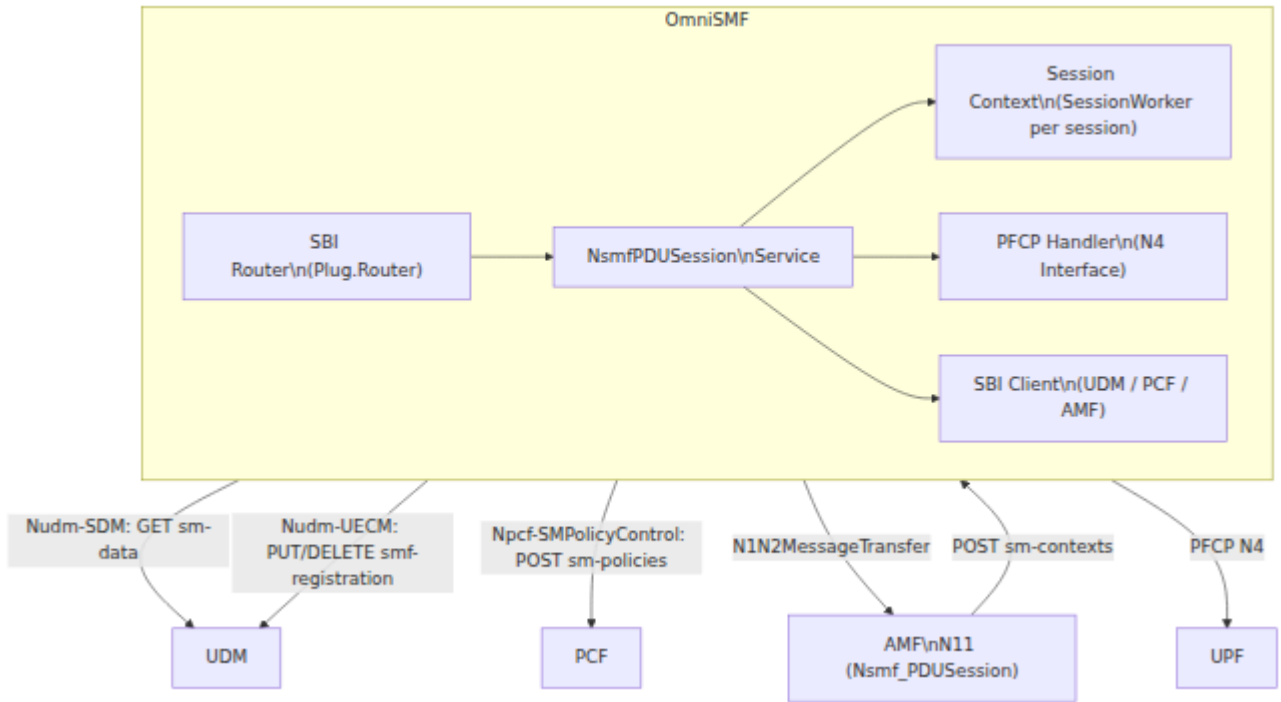 OmniSMF
Session
Context\n(SessionWorker
per session)
SBI
Router\n(Plug.Router)
NsmfPDUSession\nService
PFCP Handler\n(N4
Interface)
SBI Client\n(UDM / PCF /
AMF)
Nudm-SDM: GET sm-
data
Nudm-UECM:
PUT/DELETE smf-
registration
Npcf-SMPolicyControl:
POST sm-policies
N1N2MessageTransfer
POST sm-contexts
PFCP N4
UDM
PCF
AMF\nN11
(Nsmf_PDUSession)
UPF